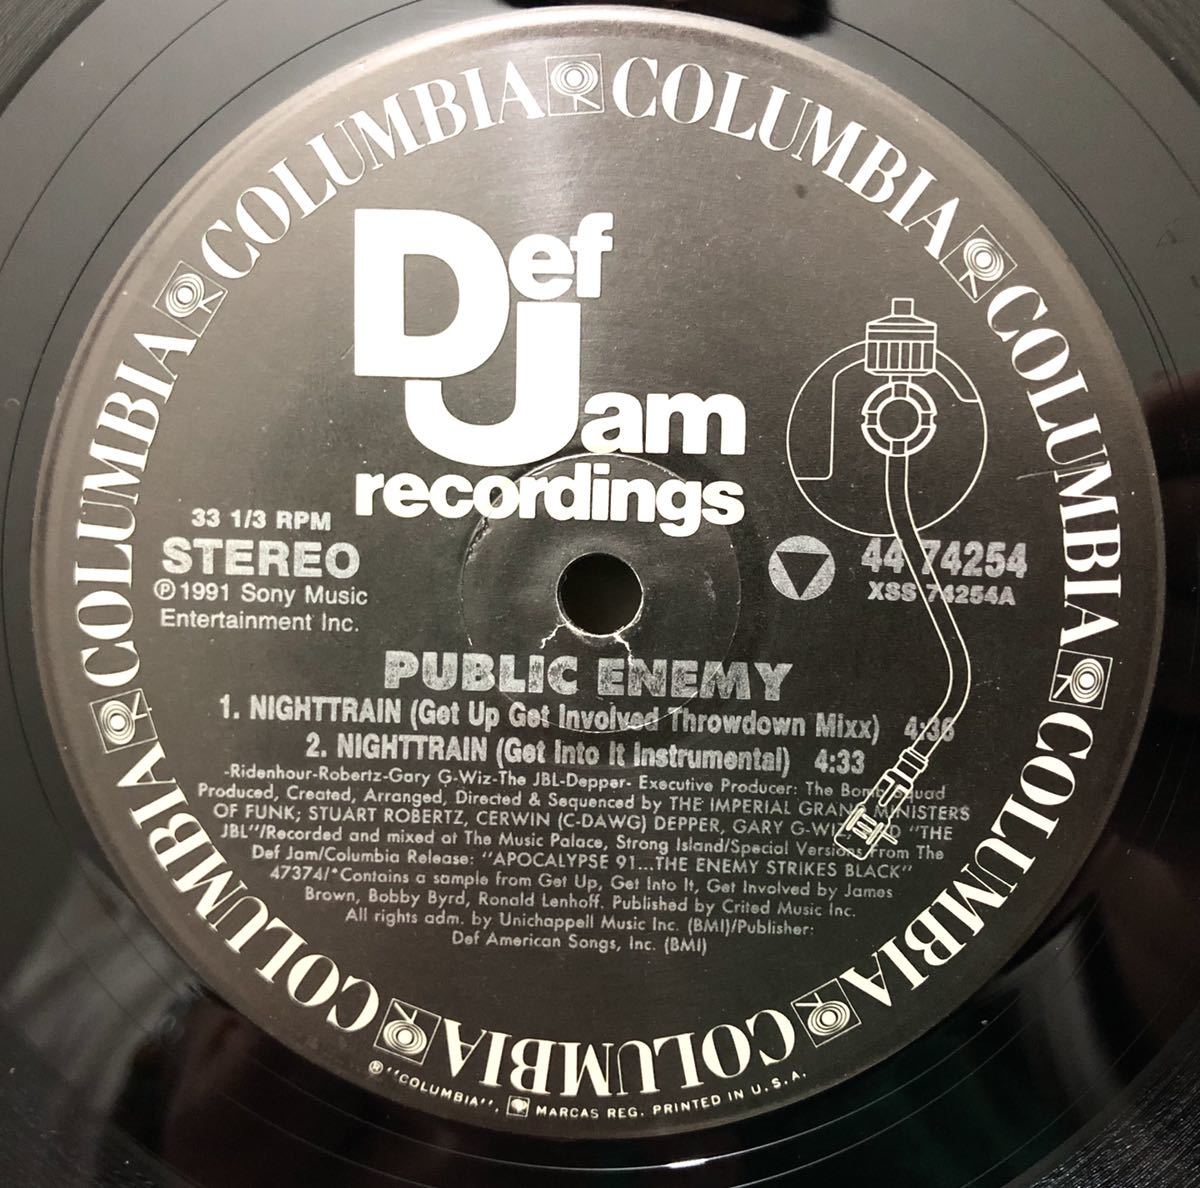 COLUMBIA COLUMBIA COLUMBIA COLUMBIA COLUMBIA COLUMBIA COLUMBIA COLUMBIA
Def
Jam
recordings
33 1/3 RPM
STEREO
℗1991 Sony Music
Entertainment Inc.
44 74254
XSS 74254A
PUBLIC ENEMY
1. NIGHTTRAIN (Get Up Get Involved Throwdown Mixx) 4:36
2. NIGHTTRAIN (Get Into It Instrumental) 4:33
-Ridenhour-Robertz-Gary G-Wiz-The JBL-Depper- Executive Producer: The Bomb Squad
Produced, Created, Arranged, Directed & Sequenced by THE IMPERIAL GRAND MINISTERS
OF FUNK; STUART ROBERTZ, CERWIN (C-DAWG) DEPPER, GARY G-WIZ AND "THE
JBL"/Recorded and mixed at The Music Palace, Strong Island/Special Versions From The
Def Jam/Columbia Release: "APOCALYPSE 91...THE ENEMY STRIKES BLACK"
47374/*Contains a sample from Get Up, Get Into It, Get Involved by James
Brown, Bobby Byrd, Ronald Lenhoff. Published by Crited Music Inc.
All rights adm. by Unichappell Music Inc. (BMI)/Publisher:
Def American Songs, Inc. (BMI)
® "COLUMBIA", MARCAS REG. PRINTED IN U.S.A.